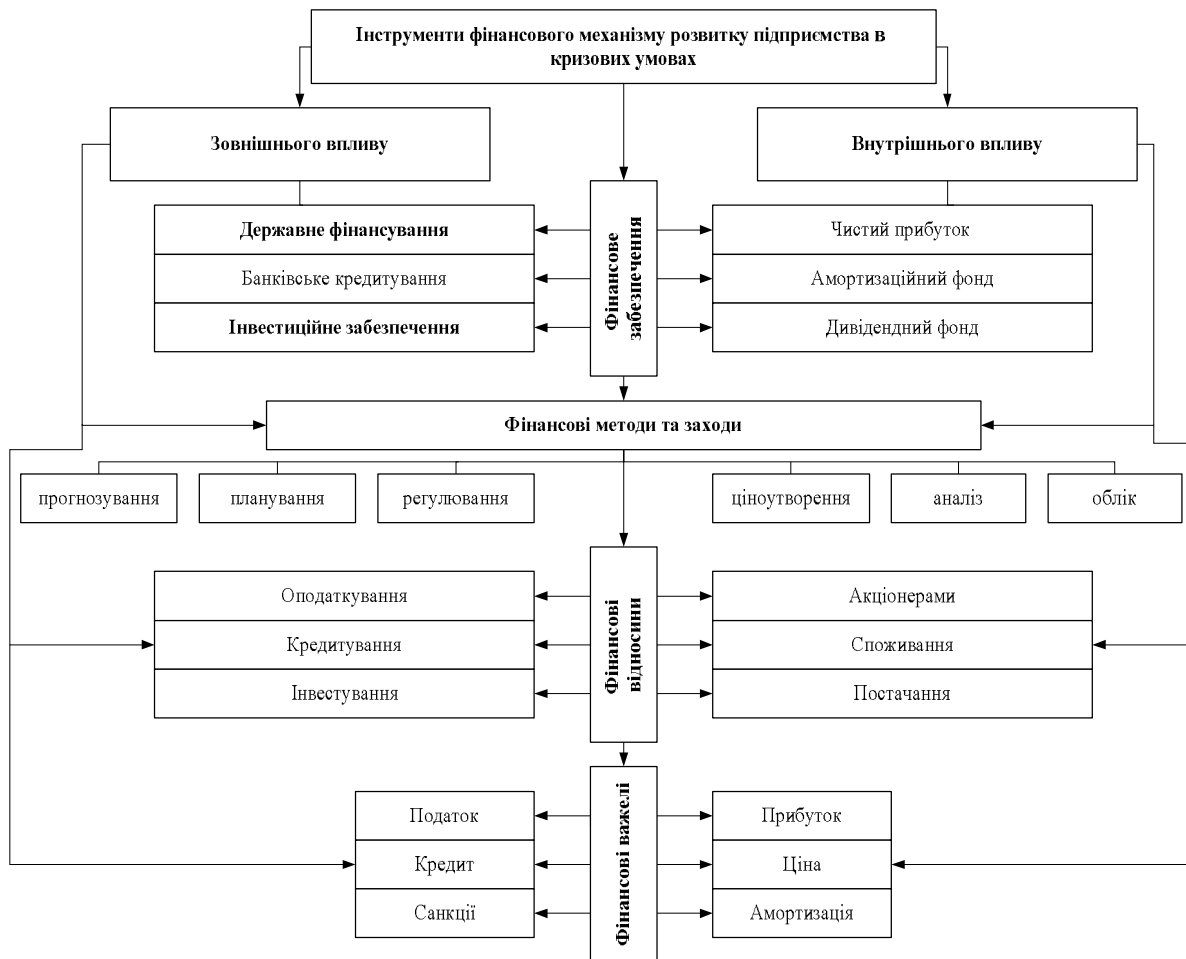 Інструменти фінансового механізму розвитку підприємства в
кризових умовах
Зовнішнього впливу
Внутрішнього впливу
Фінансове
забезпечення
Державне фінансування
Чистий прибуток
Банківське кредитування
Амортизаційний фонд
Інвестиційне забезпечення
Дивідендний фонд
Фінансові методи та заходи
прогнозування
планування
регулювання
ціноутворення
аналіз
облік
Фінансові
відносини
Оподаткування
Акціонерами
Кредитування
Споживання
Інвестування
Постачання
Фінансові важелі
Податок
Прибуток
Кредит
Ціна
Санкції
Амортизація